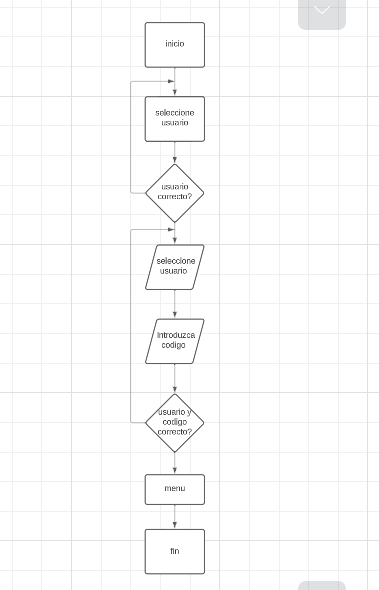 inicio
seleccione
usuario
usuario
correcto?
seleccione
usuario
Introduzca
codigo
usuario y
codigo
correcto?
menu
fin